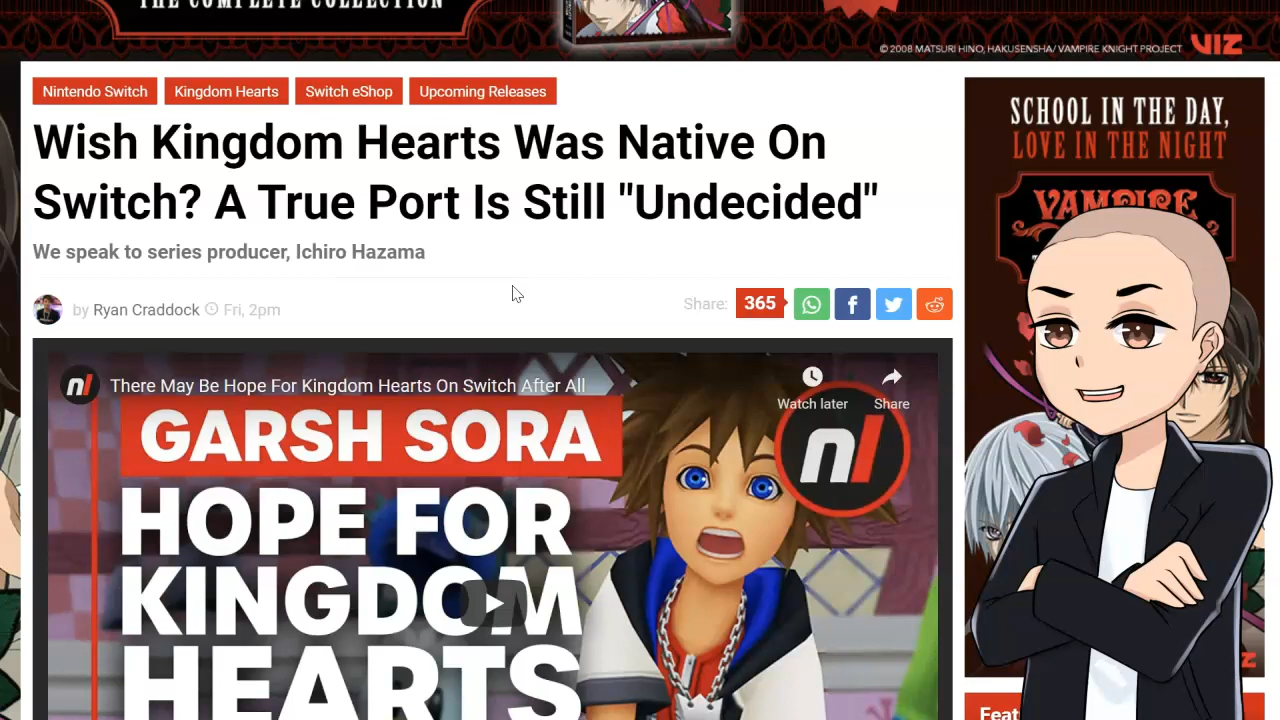 THE COMPLETE COLLECTION
© 2008 MATSURI HINO, HAKUSENSHA/ VAMPIRE KNIGHT PROJECT
VIZ
Nintendo Switch
Kingdom Hearts
Switch eShop
Upcoming Releases
Wish Kingdom Hearts Was Native On
Switch? A True Port Is Still "Undecided"
We speak to series producer, Ichiro Hazama
by Ryan Craddock Fri, 2pm
Share: 365
nl
There May Be Hope For Kingdom Hearts On Switch After All
Watch later
Share
GARSH SORA
nl
HOPE FOR
KINGDOM
HEARTS
SCHOOL IN THE DAY,
LOVE IN THE NIGHT
VAMPIRE